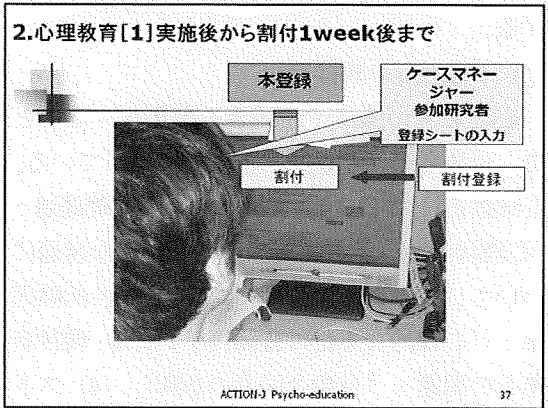 2.心理教育[1]実施後から割付1week後まで
本登録
ケースマネー
ジャー
参加研究者
登録シートの入力
割付
割付登録
ACTION-J Psycho-education
37